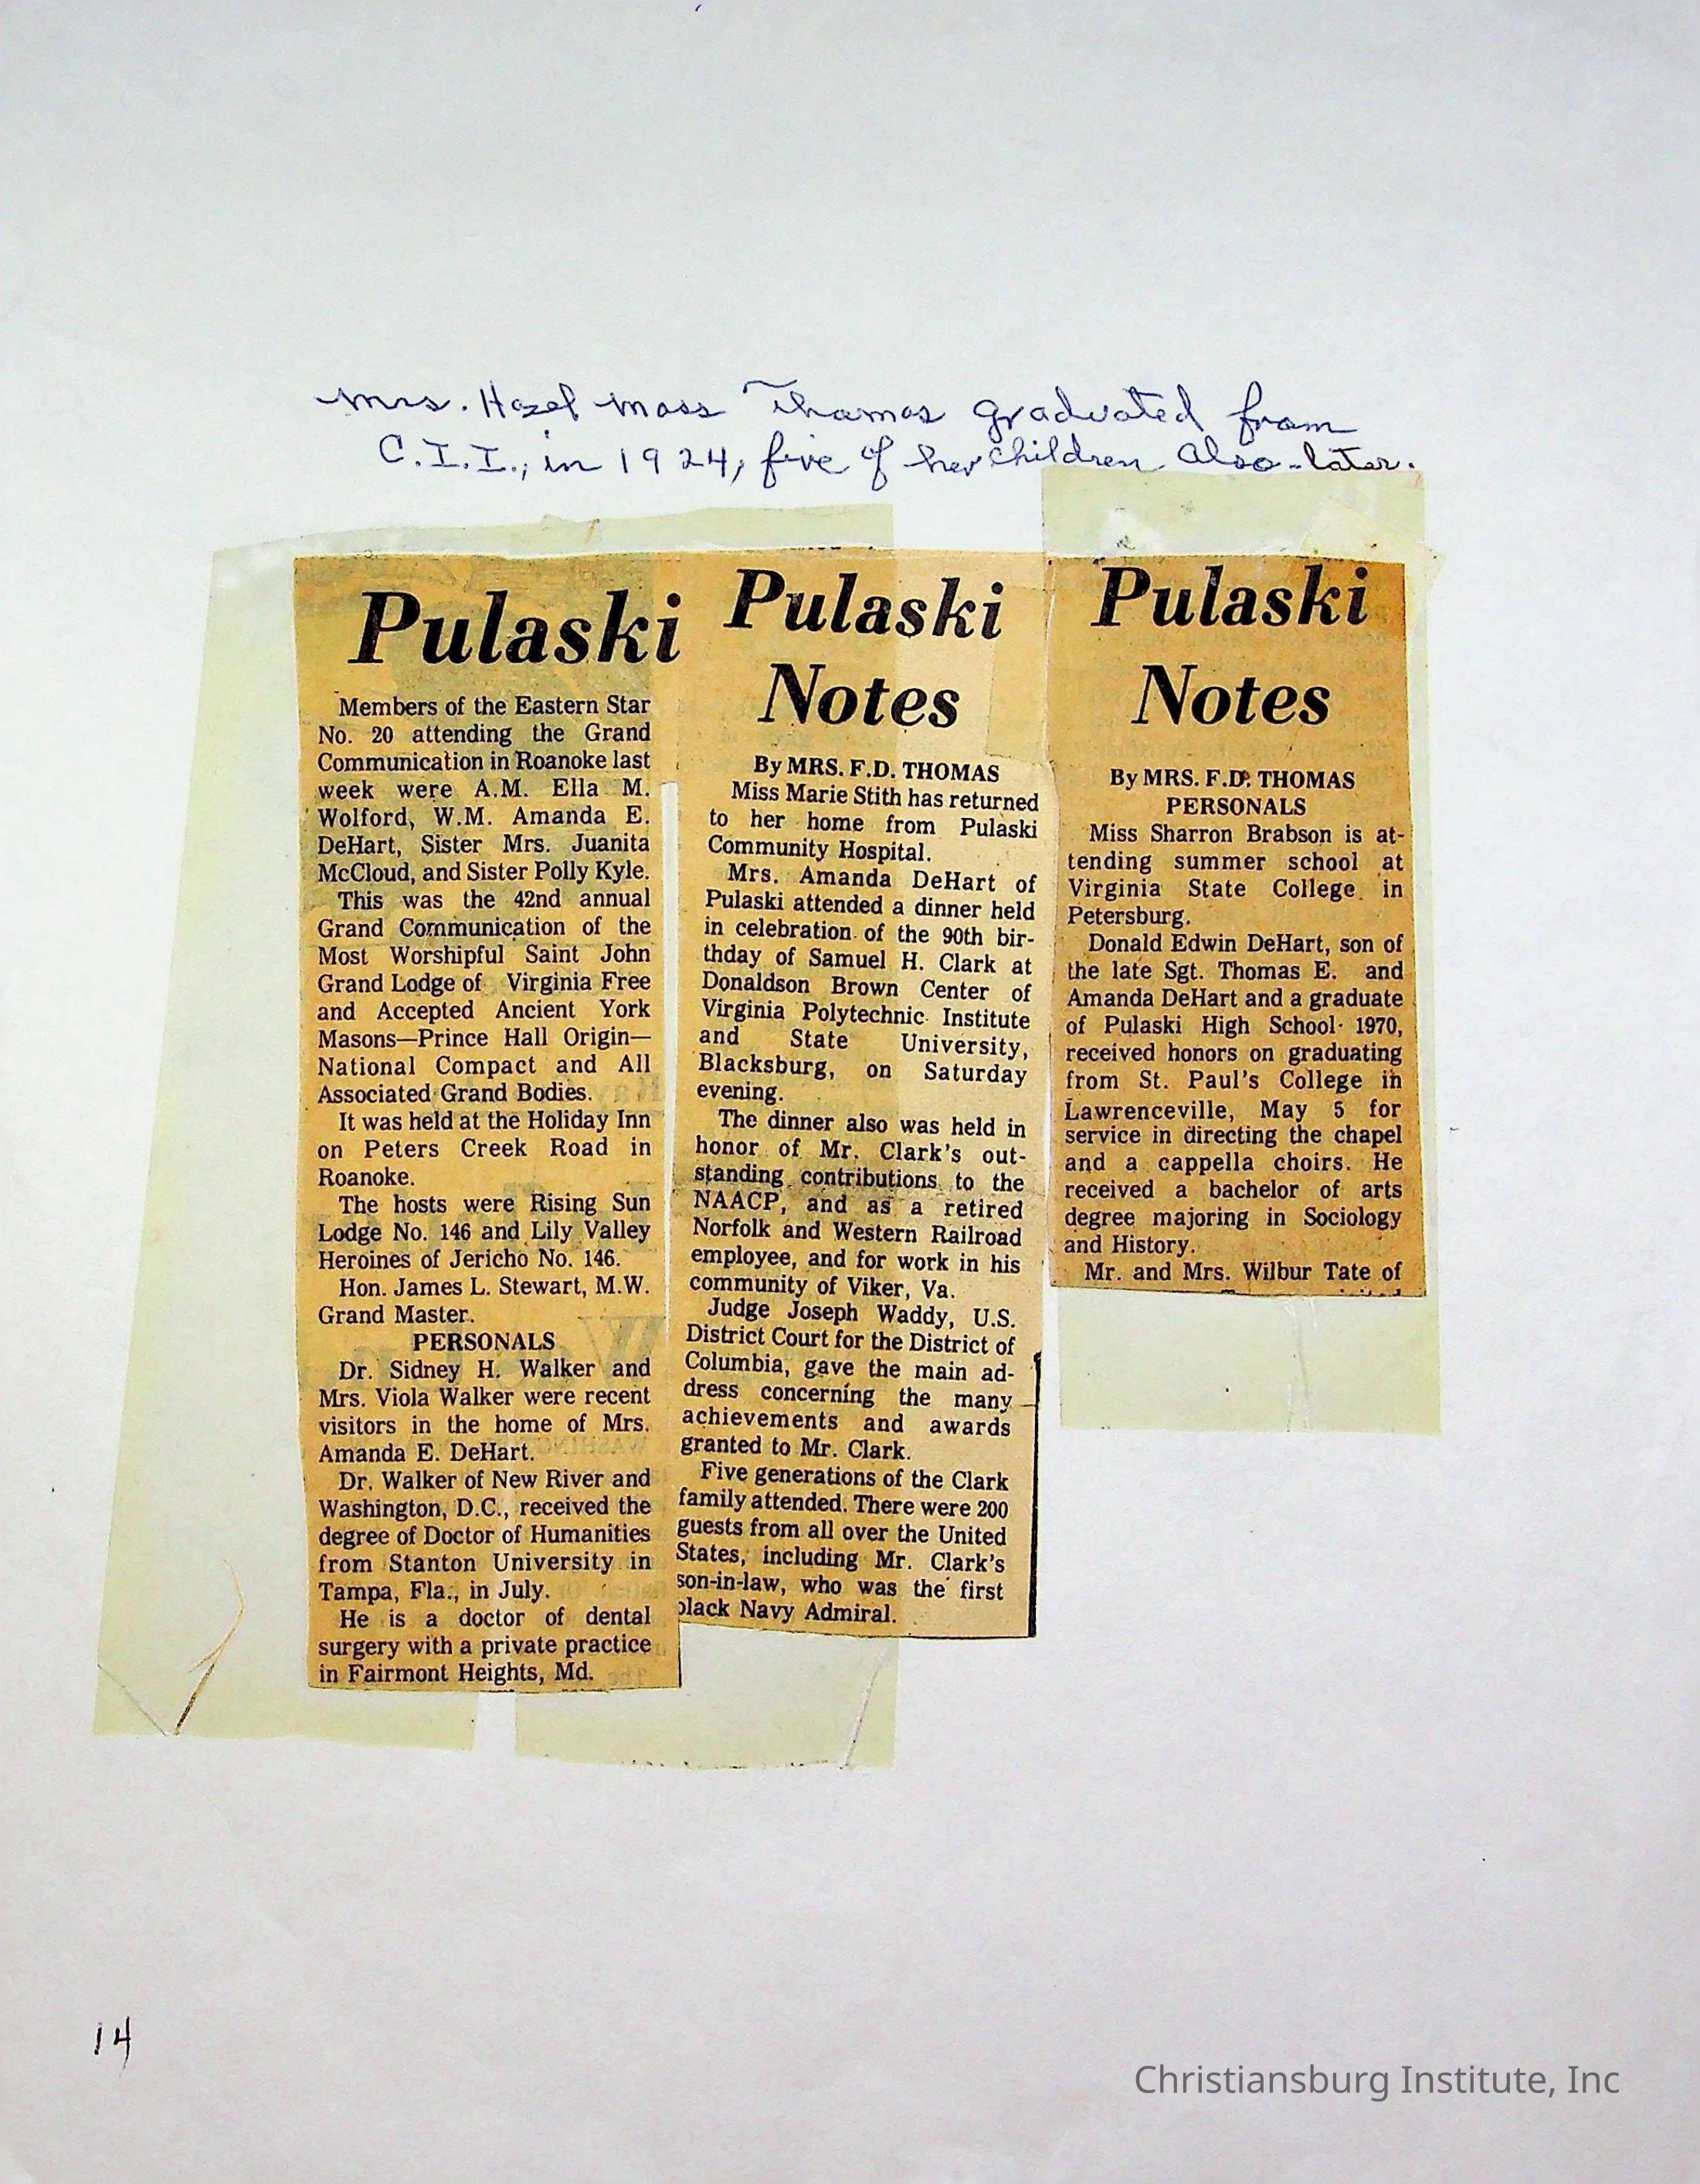 Mrs. Hazel Moss Thomas graduated from
C.I.I., in 1924, five of her children also - later.
Pulaski
Members of the Eastern Star
No. 20 attending the Grand
Communication in Roanoke last
week were A.M. Ella M.
Wolford, W.M. Amanda E.
DeHart, Sister Mrs. Juanita
McCloud, and Sister Polly Kyle.
This was the 42nd annual
Grand Communication of the
Most Worshipful Saint John
Grand Lodge of Virginia Free
and Accepted Ancient York
Masons—Prince Hall Origin—
National Compact and All
Associated Grand Bodies.
It was held at the Holiday Inn
on Peters Creek Road in
Roanoke.
The hosts were Rising Sun
Lodge No. 146 and Lily Valley
Heroines of Jericho No. 146.
Hon. James L. Stewart, M.W.
Grand Master.
PERSONALS
Dr. Sidney H. Walker and
Mrs. Viola Walker were recent
visitors in the home of Mrs.
Amanda E. DeHart.
Dr. Walker of New River and
Washington, D.C., received the
degree of Doctor of Humanities
from Stanton University in
Tampa, Fla., in July.
He is a doctor of dental
surgery with a private practice
in Fairmont Heights, Md.
Pulaski
Notes
By MRS. F.D. THOMAS
Miss Marie Stith has returned
to her home from Pulaski
Community Hospital.
Mrs. Amanda DeHart of
Pulaski attended a dinner held
in celebration of the 90th bir-
thday of Samuel H. Clark at
Donaldson Brown Center of
Virginia Polytechnic Institute
and State University,
Blacksburg, on Saturday
evening.
The dinner also was held in
honor of Mr. Clark's out-
standing contributions to the
NAACP, and as a retired
Norfolk and Western Railroad
employee, and for work in his
community of Viker, Va.
Judge Joseph Waddy, U.S.
District Court for the District of
Columbia, gave the main ad-
dress concerning the many
achievements and awards
granted to Mr. Clark.
Five generations of the Clark
family attended. There were 200
guests from all over the United
States, including Mr. Clark's
son-in-law, who was the first
black Navy Admiral.
Pulaski
Notes
By MRS. F.D. THOMAS
PERSONALS
Miss Sharron Brabson is at-
tending summer school at
Virginia State College in
Petersburg.
Donald Edwin DeHart, son of
the late Sgt. Thomas E. and
Amanda DeHart and a graduate
of Pulaski High School 1970,
received honors on graduating
from St. Paul's College in
Lawrenceville, May 5 for
service in directing the chapel
and a cappella choirs. He
received a bachelor of arts
degree majoring in Sociology
and History.
Mr. and Mrs. Wilbur Tate of
14
Christiansburg Institute, Inc